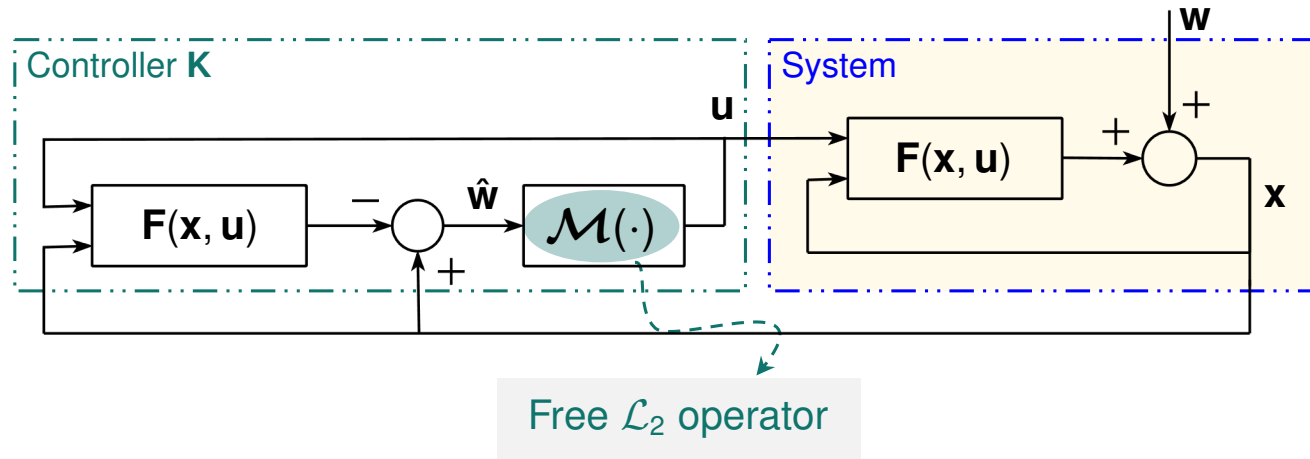 w
Controller K
System
+
u
+
F(x, u)
x
−
ŵ
F(x, u)
ℳ(·)
+
Free ℒ₂ operator